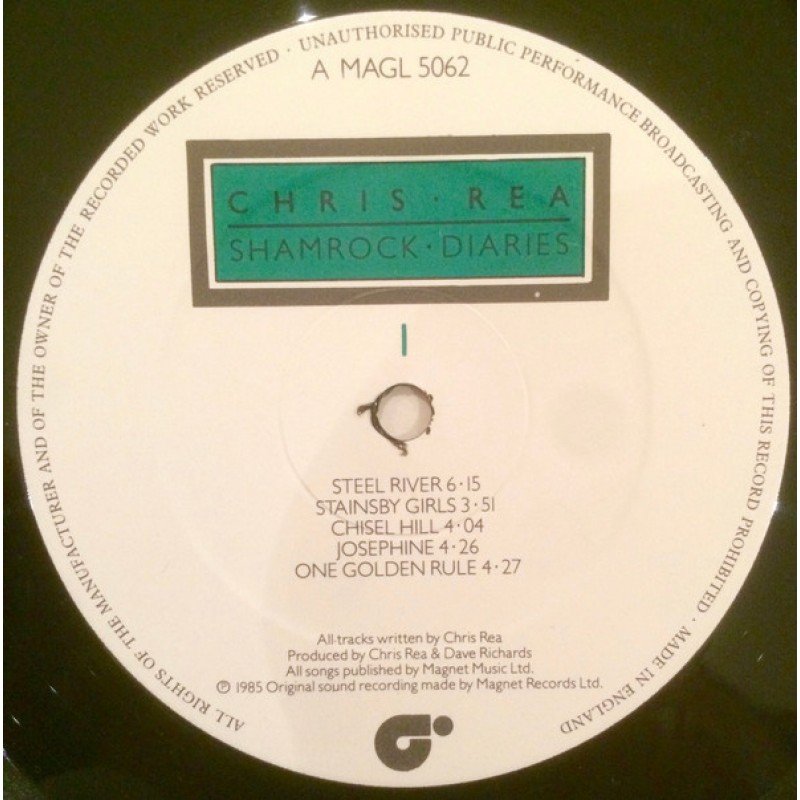 ALL RIGHTS OF THE MANUFACTURER AND OF THE OWNER OF THE RECORDED WORK RESERVED · UNAUTHORISED PUBLIC PERFORMANCE BROADCASTING AND COPYING OF THIS RECORD PROHIBITED · MADE IN ENGLAND
A MAGL 5062
CHRIS · REA
SHAMROCK · DIARIES
1
STEEL RIVER 6·15
STAINSBY GIRLS 3·51
CHISEL HILL 4·04
JOSEPHINE 4·26
ONE GOLDEN RULE 4·27
All tracks written by Chris Rea
Produced by Chris Rea & Dave Richards
All songs published by Magnet Music Ltd.
℗ 1985 Original sound recording made by Magnet Records Ltd.